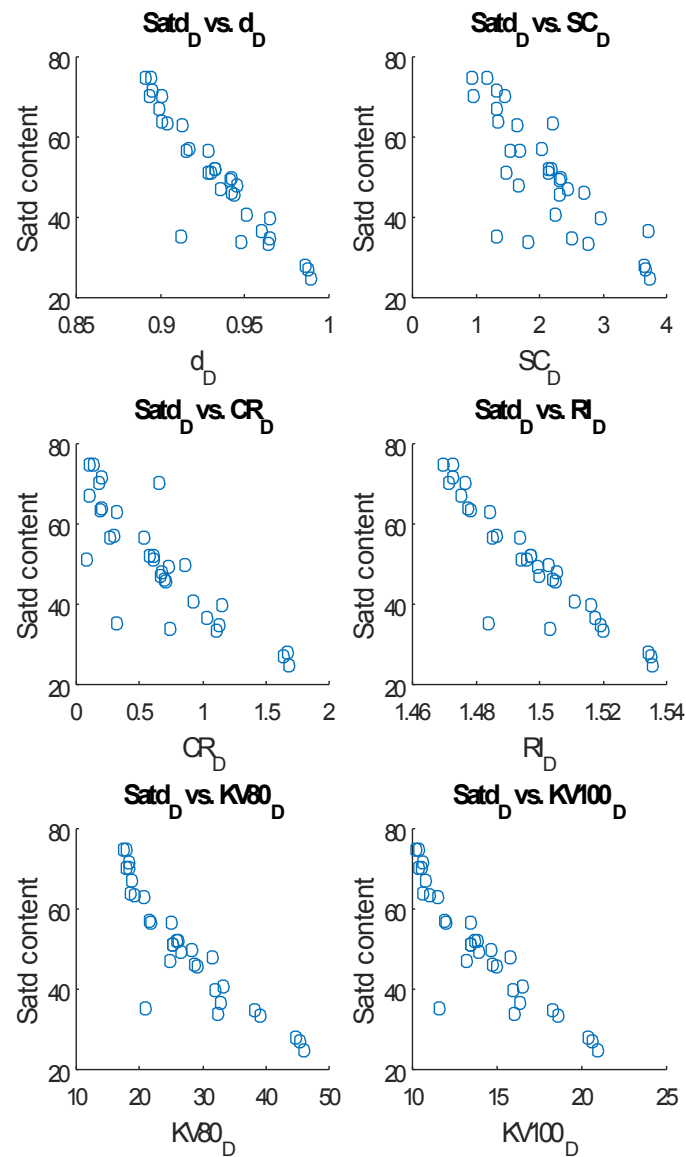 Satd_D vs. d_D
Satd content
80
60
40
20
0.85 0.9 0.95 1
d_D
Satd_D vs. SC_D
Satd content
80
60
40
20
0 1 2 3 4
SC_D
Satd_D vs. CR_D
Satd content
80
60
40
20
0 0.5 1 1.5 2
CR_D
Satd_D vs. RI_D
Satd content
80
60
40
20
1.46 1.48 1.5 1.52 1.54
RI_D
Satd_D vs. KV80_D
Satd content
80
60
40
20
10 20 30 40 50
KV80_D
Satd_D vs. KV100_D
Satd content
80
60
40
20
10 15 20 25
KV100_D